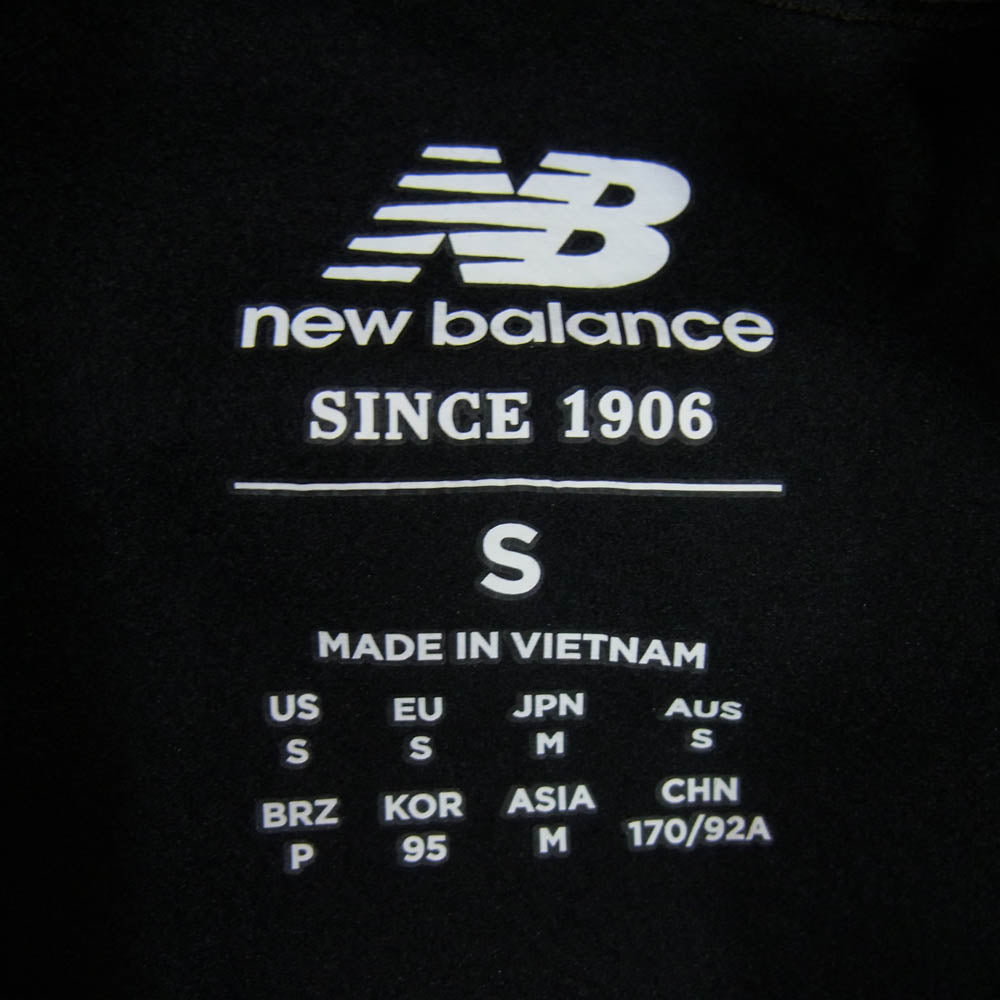 NB
new balance
SINCE 1906
S
MADE IN VIETNAM
US EU JPN AUS
S S M S
BRZ KOR ASIA CHN
P 95 M 170/92A